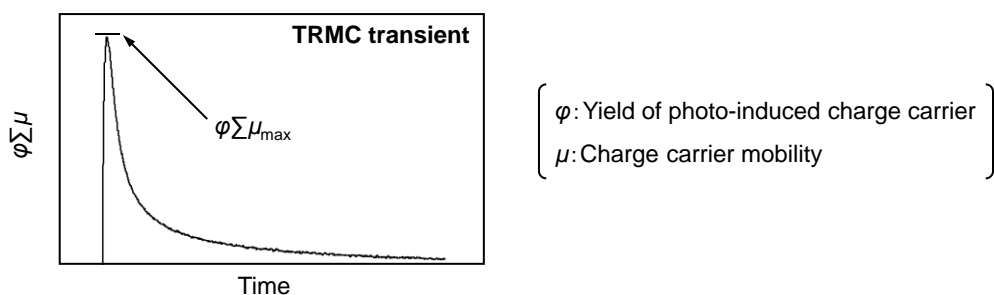 TRMC transient
φ∑μ
φ∑μmax
Time
φ: Yield of photo-induced charge carrier
μ: Charge carrier mobility